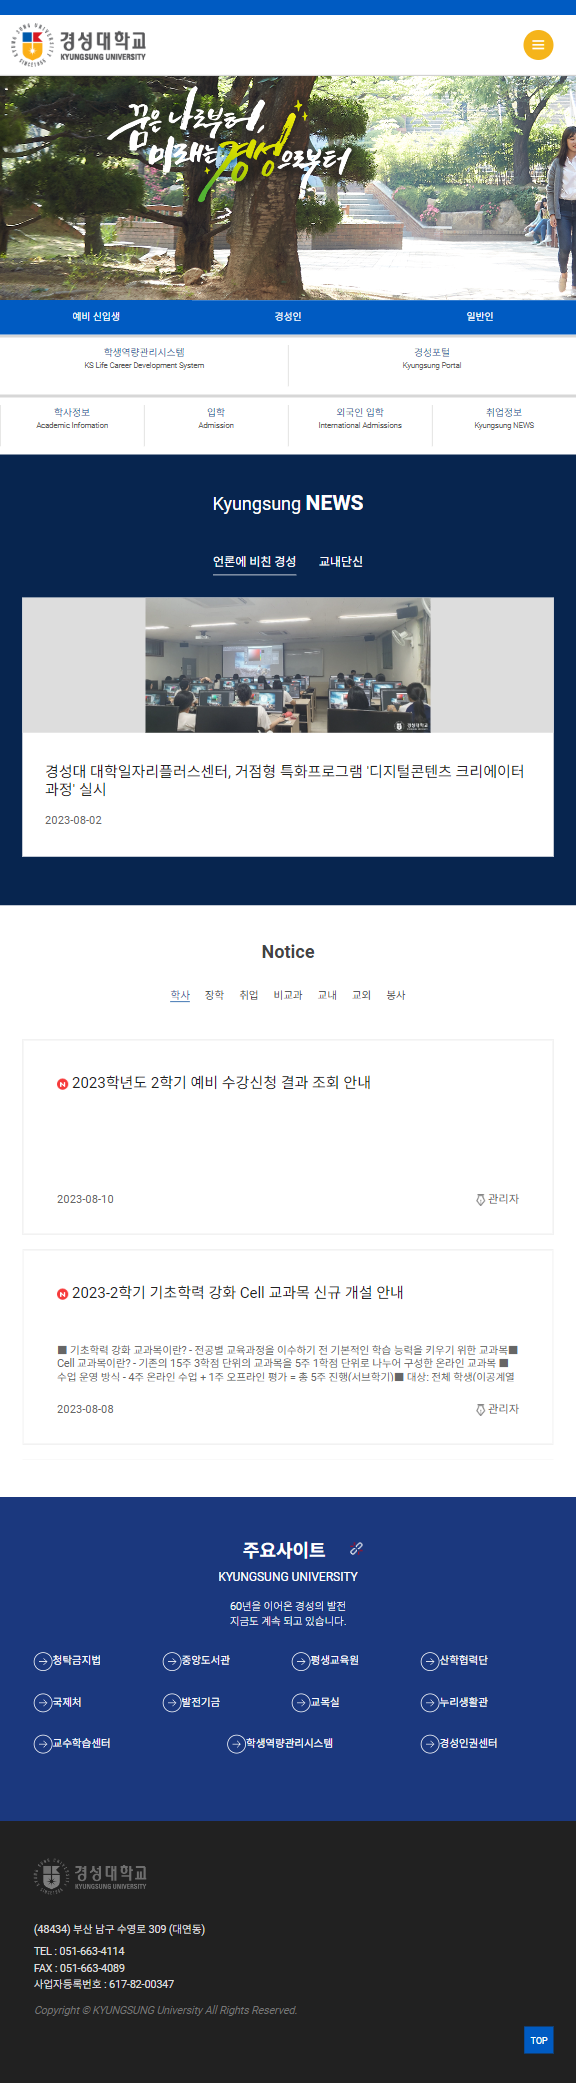 경성대학교
KYUNGSUNG UNIVERSITY
꿈은 나로부터,
미래는 경성으로부터
예비 신입생 경성인 일반인
학생역량관리시스템 경성포털
KS Life Career Development System Kyungsung Portal
학사정보 입학 외국인 입학 취업정보
Academic Infomation Admission International Admissions Kyungsung NEWS
Kyungsung NEWS
언론에 비친 경성 교내단신
경성대학교
경성대 대학일자리플러스센터, 거점형 특화프로그램 '디지털콘텐츠 크리에이터
과정' 실시
2023-08-02
Notice
학사 장학 취업 비교과 교내 교외 봉사
N 2023학년도 2학기 예비 수강신청 결과 조회 안내
2023-08-10 관리자
N 2023-2학기 기초학력 강화 Cell 교과목 신규 개설 안내
■ 기초학력 강화 교과목이란? - 전공별 교육과정을 이수하기 전 기본적인 학습 능력을 키우기 위한 교과목■
Cell 교과목이란? - 기존의 15주 3학점 단위의 교과목을 5주 1학점 단위로 나누어 구성한 온라인 교과목 ■
수업 운영 방식 - 4주 온라인 수업 + 1주 오프라인 평가 = 총 5주 진행(서브학기)■ 대상: 전체 학생(이공계열
2023-08-08 관리자
주요사이트
KYUNGSUNG UNIVERSITY
60년을 이어온 경성의 발전
지금도 계속 되고 있습니다.
청탁금지법 중앙도서관 평생교육원 산학협력단
국제처 발전기금 교목실 누리생활관
교수학습센터 학생역량관리시스템 경성인권센터
경성대학교
KYUNGSUNG UNIVERSITY
(48434) 부산 남구 수영로 309 (대연동)
TEL : 051-663-4114
FAX : 051-663-4089
사업자등록번호 : 617-82-00347
Copyright © KYUNGSUNG University All Rights Reserved.
TOP